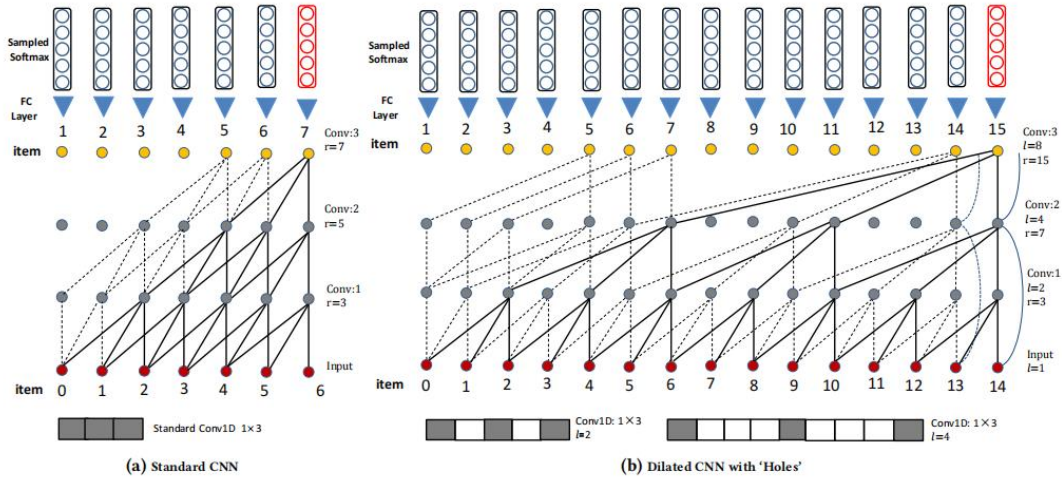 Sampled
Softmax
FC
Layer
1 2 3 4 5 6 7
item
Conv:3
r=7
Conv:2
r=5
Conv:1
r=3
Input
item
0 1 2 3 4 5 6
Standard Conv1D 1×3
(a) Standard CNN
Sampled
Softmax
FC
Layer
1 2 3 4 5 6 7 8 9 10 11 12 13 14 15
item
Conv:3
l=8
r=15
Conv:2
l=4
r=7
Conv:1
l=2
r=3
Input
l=1
item
0 1 2 3 4 5 6 7 8 9 10 11 12 13 14
Conv1D: 1×3
l=2
Conv1D: 1×3
l=4
(b) Dilated CNN with ‘Holes’